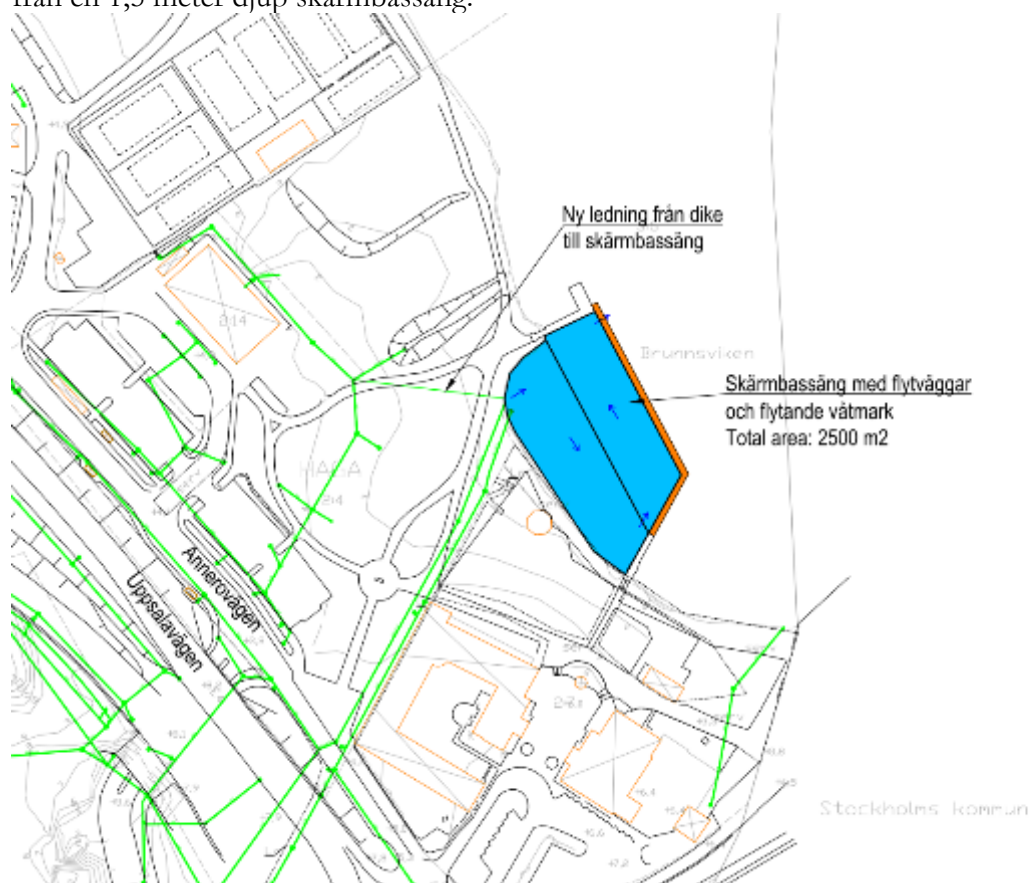 från en 1,5 meter djup skärmbassäng.
Ny ledning från dike
till skärmbassäng
Brunnsviken
Skärmbassäng med flytväggar
och flytande våtmark
Total area: 2500 m2
HAGA
Annerovägen
Uppsalavägen
Stockholms kommun